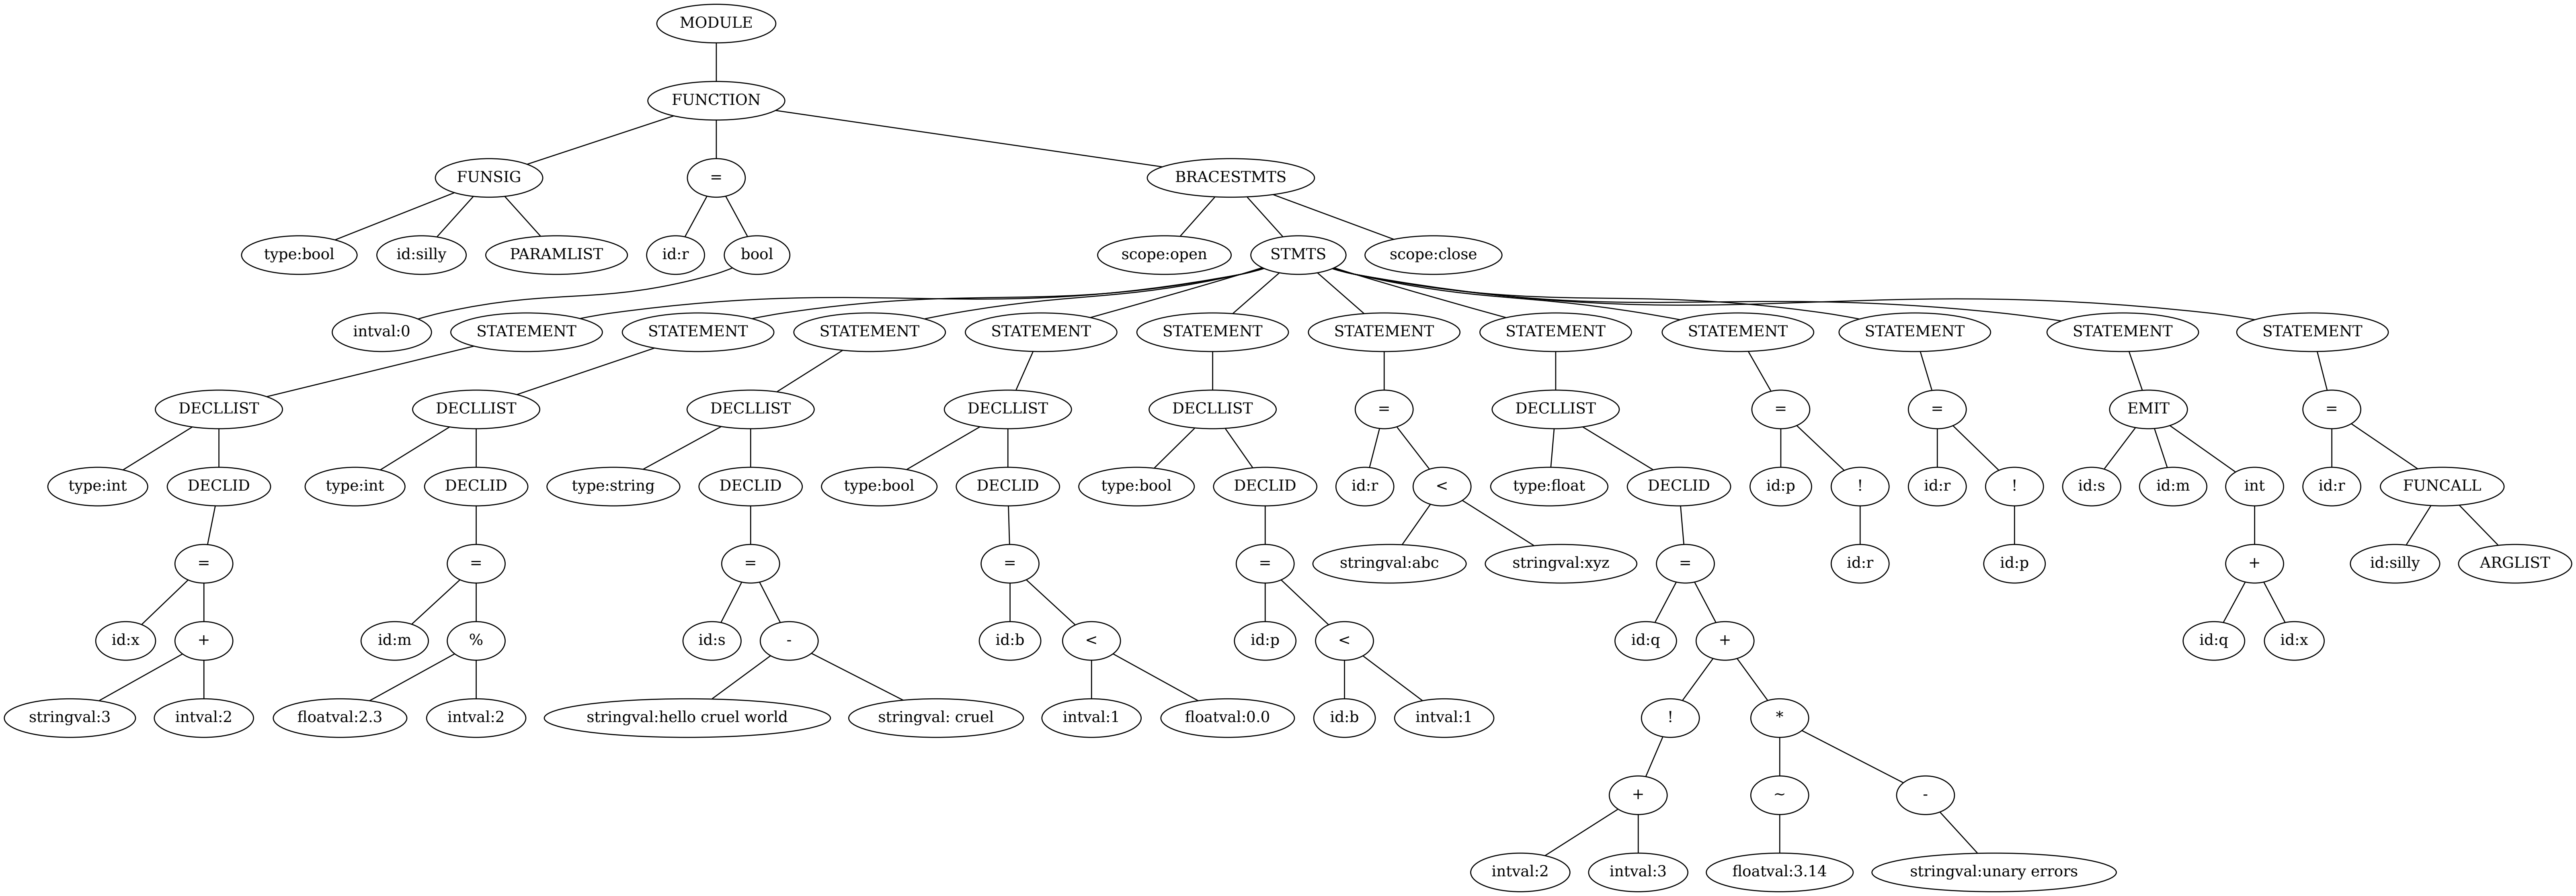 MODULE
FUNCTION
FUNSIG = BRACESTMTS
type:bool id:silly PARAMLIST id:r bool scope:open STMTS scope:close
intval:0 STATEMENT STATEMENT STATEMENT STATEMENT STATEMENT STATEMENT STATEMENT STATEMENT STATEMENT STATEMENT STATEMENT
DECLLIST DECLLIST DECLLIST DECLLIST DECLLIST = DECLLIST = = EMIT =
type:int DECLID type:int DECLID type:string DECLID type:bool DECLID type:bool DECLID id:r < type:float DECLID id:p ! id:r ! id:s id:m int id:r FUNCALL
= = = = = stringval:abc stringval:xyz = id:r id:p + id:silly ARGLIST
id:x + id:m % id:s - id:b < id:p < id:q + id:q id:x
stringval:3 intval:2 floatval:2.3 intval:2 stringval:hello cruel world stringval: cruel intval:1 floatval:0.0 id:b intval:1 ! *
+ ~ -
intval:2 intval:3 floatval:3.14 stringval:unary errors